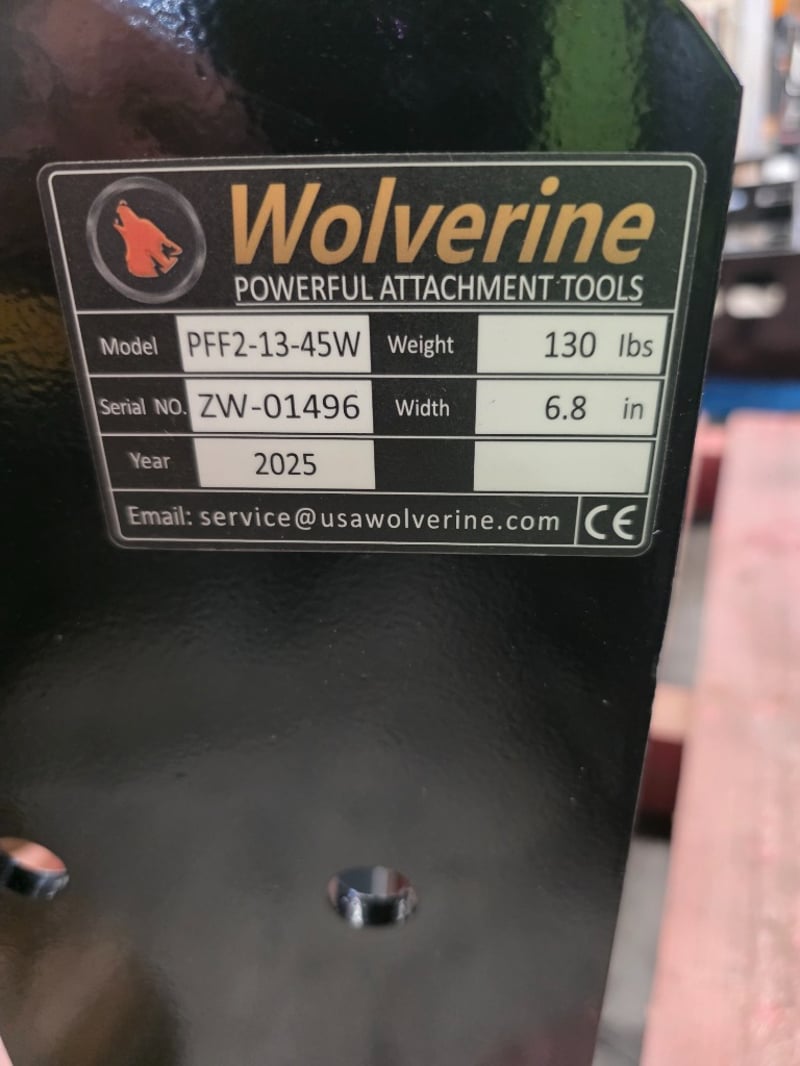 Wolverine
POWERFUL ATTACHMENT TOOLS
Model PFF2-13-45W Weight 130 lbs
Serial NO. ZW-01496 Width 6.8 in
Year 2025
Email: service@usawolverine.com CE